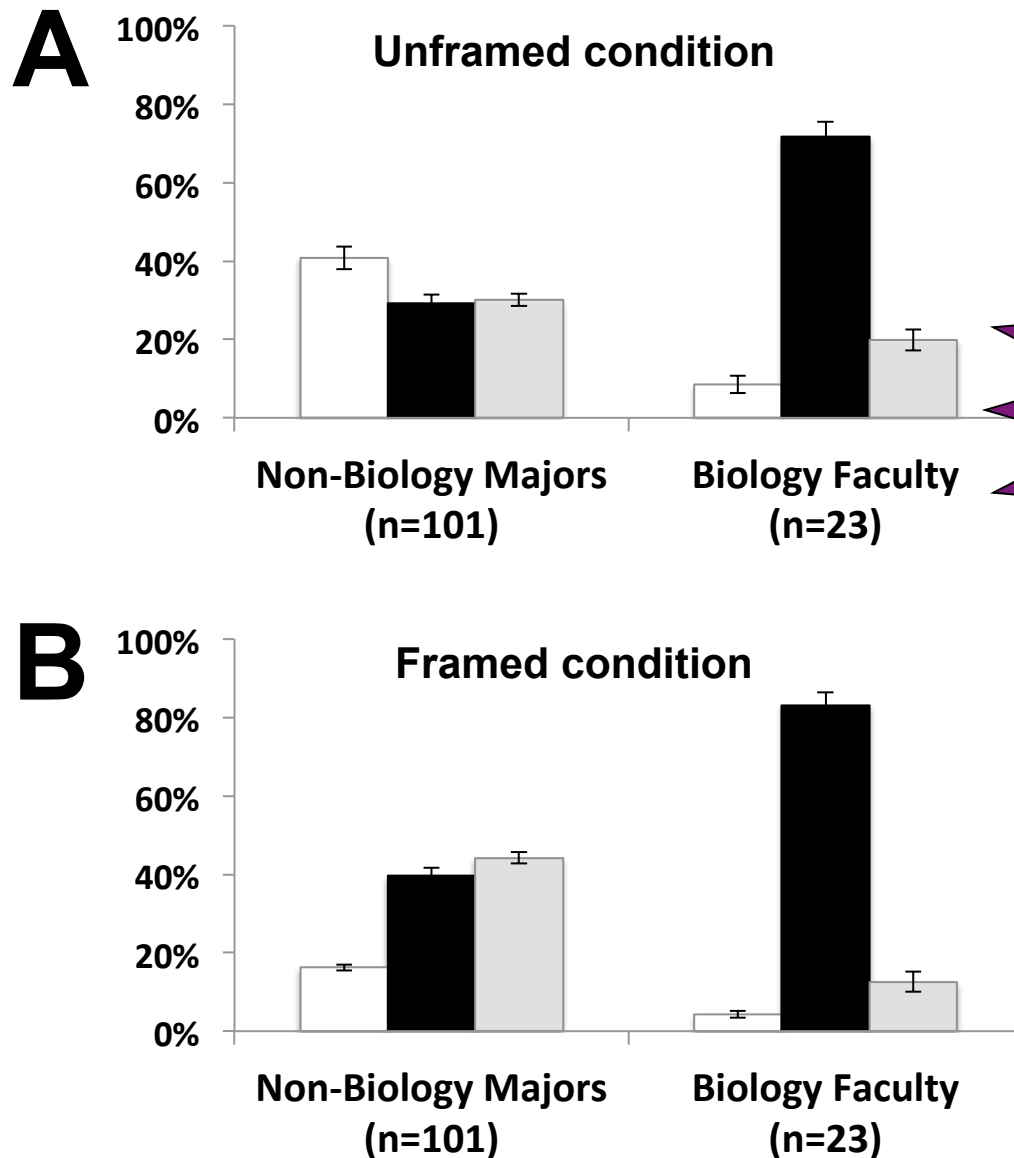 A
Unframed condition
100%
80%
60%
40%
20%
0%
Non-Biology Majors
(n=101)
Biology Faculty
(n=23)
B
Framed condition
100%
80%
60%
40%
20%
0%
Non-Biology Majors
(n=101)
Biology Faculty
(n=23)